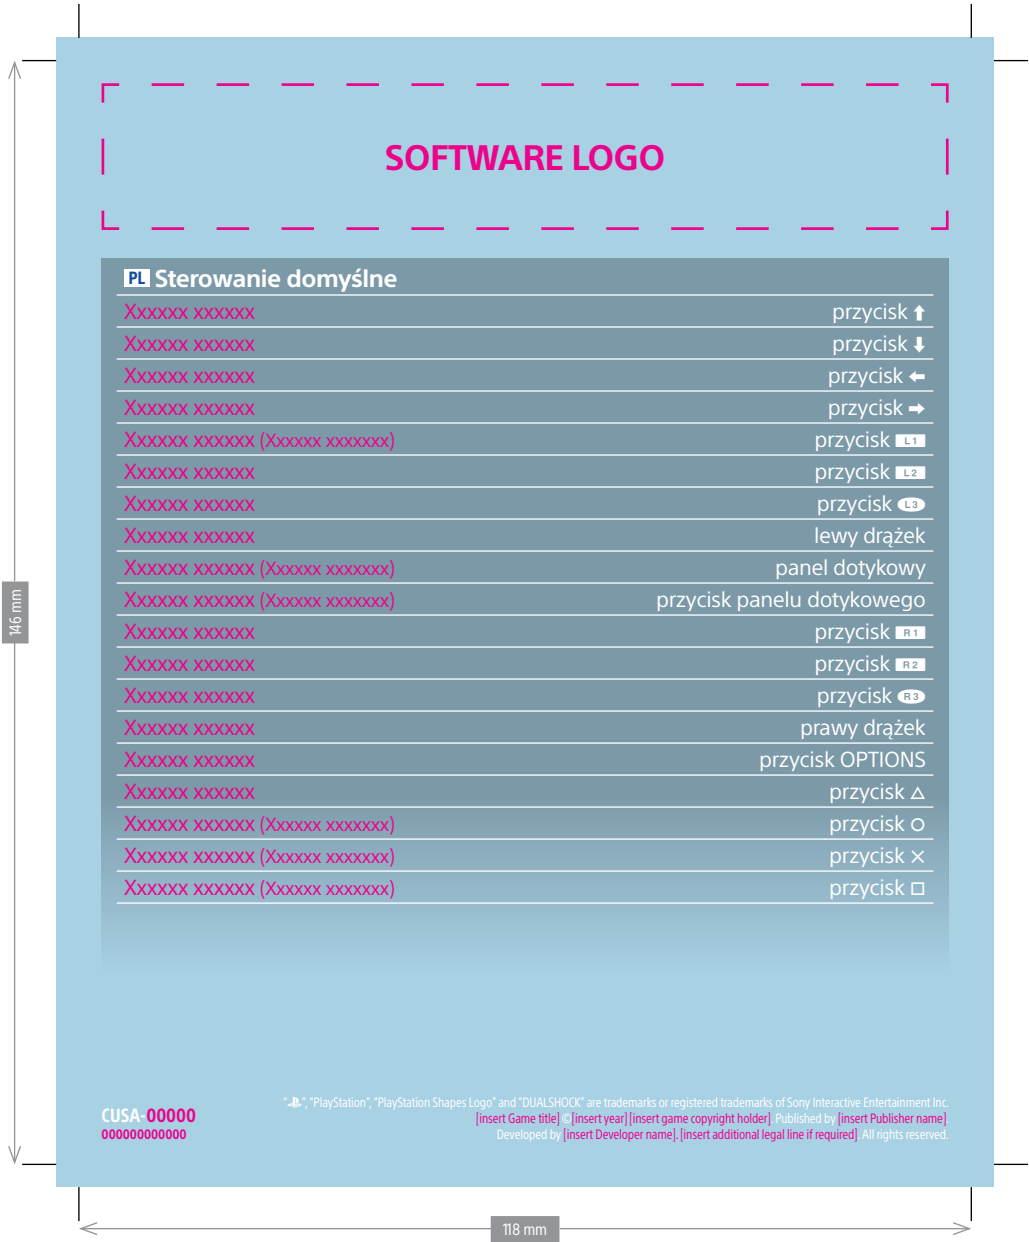 SOFTWARE LOGO
PL Sterowanie domyślne
Xxxxxx xxxxxx przycisk ⬆
Xxxxxx xxxxxx przycisk ⬇
Xxxxxx xxxxxx przycisk ⬅
Xxxxxx xxxxxx przycisk ➡
Xxxxxx xxxxxx (Xxxxxx xxxxxxx) przycisk L1
Xxxxxx xxxxxx przycisk L2
Xxxxxx xxxxxx przycisk L3
Xxxxxx xxxxxx lewy drążek
Xxxxxx xxxxxx (Xxxxxx xxxxxxx) panel dotykowy
Xxxxxx xxxxxx (Xxxxxx xxxxxxx) przycisk panelu dotykowego
Xxxxxx xxxxxx przycisk R1
Xxxxxx xxxxxx przycisk R2
Xxxxxx xxxxxx przycisk R3
Xxxxxx xxxxxx prawy drążek
Xxxxxx xxxxxx przycisk OPTIONS
Xxxxxx xxxxxx przycisk △
Xxxxxx xxxxxx (Xxxxxx xxxxxxx) przycisk ○
Xxxxxx xxxxxx (Xxxxxx xxxxxxx) przycisk ×
Xxxxxx xxxxxx (Xxxxxx xxxxxxx) przycisk □
146 mm
CUSA-00000
000000000000
"", "PlayStation", "PlayStation Shapes Logo" and "DUALSHOCK" are trademarks or registered trademarks of Sony Interactive Entertainment Inc.
[insert Game title] © [insert year] [insert game copyright holder]. Published by [insert Publisher name].
Developed by [insert Developer name]. [insert additional legal line if required]. All rights reserved.
118 mm